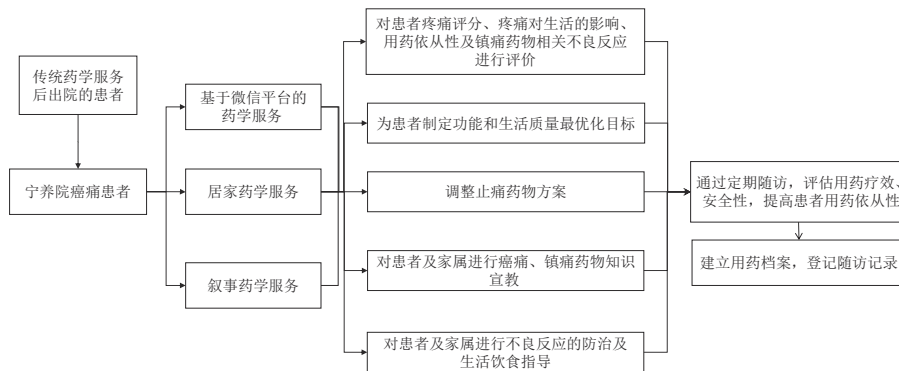 传统药学服务
后出院的患者
宁养院癌痛患者
基于微信平台的
药学服务
居家药学服务
叙事药学服务
对患者疼痛评分、疼痛对生活的影响、
用药依从性及镇痛药物相关不良反应
进行评价
为患者制定功能和生活质量最优化目标
调整止痛药物方案
对患者及家属进行癌痛、镇痛药物知识
宣教
对患者及家属进行不良反应的防治及
生活饮食指导
通过定期随访，评估用药疗效、
安全性，提高患者用药依从性
建立用药档案，登记随访记录